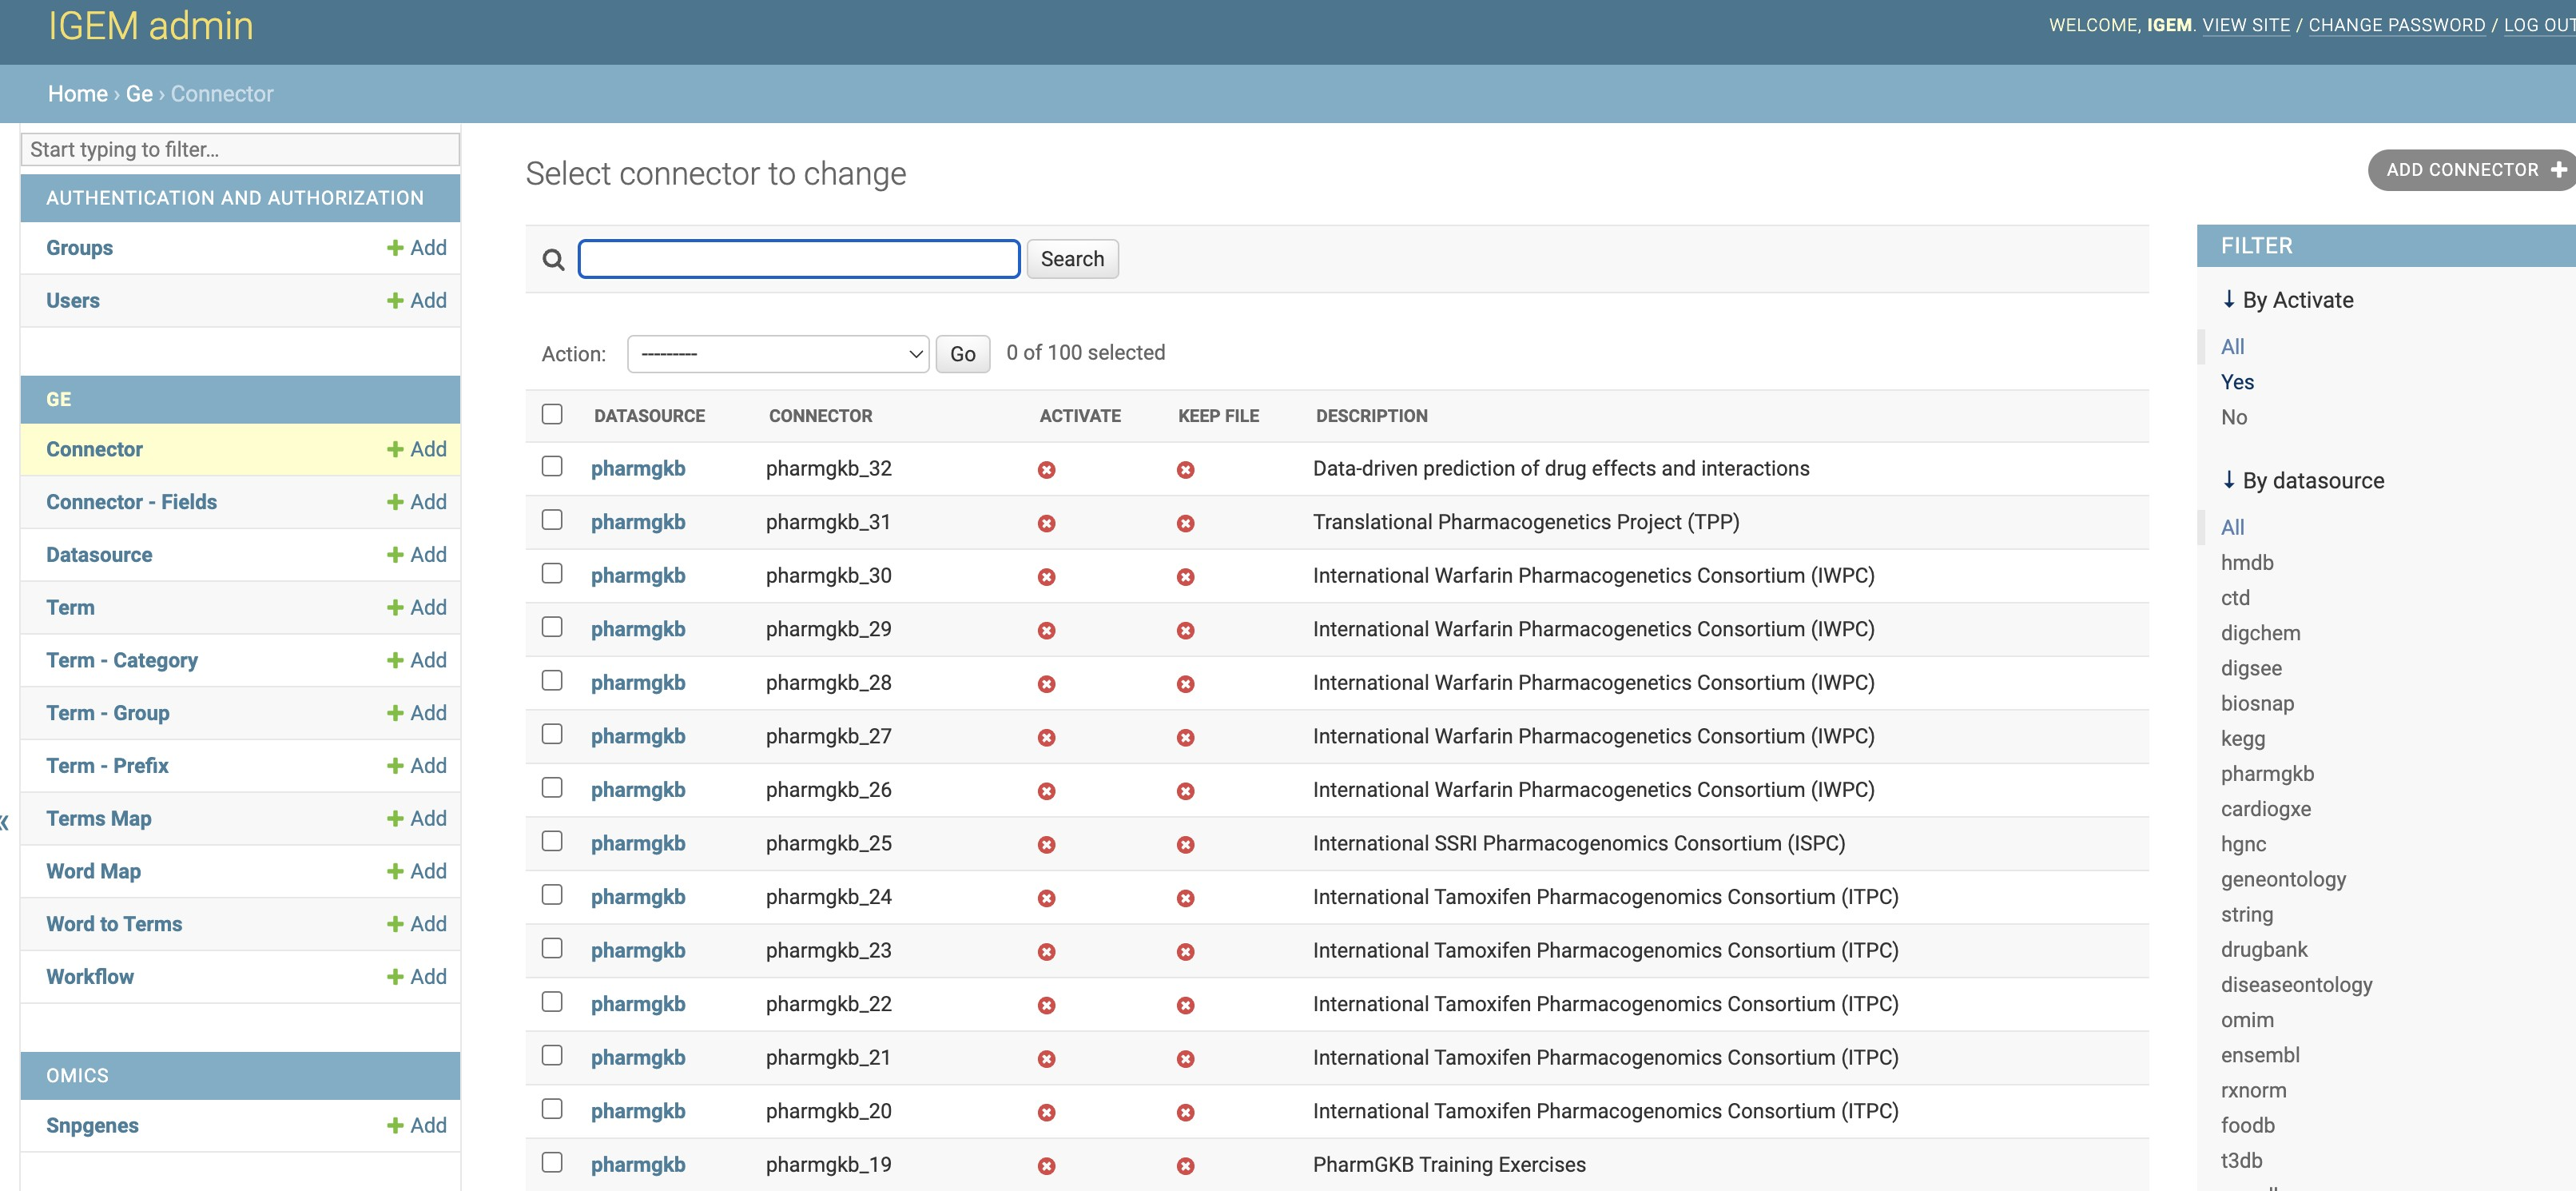 IGEM admin
WELCOME, IGEM. VIEW SITE / CHANGE PASSWORD / LOG OUT
Home › Ge › Connector
Start typing to filter...
AUTHENTICATION AND AUTHORIZATION
Groups + Add
Users + Add
GE
Connector + Add
Connector - Fields + Add
Datasource + Add
Term + Add
Term - Category + Add
Term - Group + Add
Term - Prefix + Add
Terms Map + Add
Word Map + Add
Word to Terms + Add
Workflow + Add
OMICS
Snpgenes + Add
«
Select connector to change
ADD CONNECTOR +
Search
Action: --------- Go 0 of 100 selected
DATASOURCE CONNECTOR ACTIVATE KEEP FILE DESCRIPTION
pharmgkb pharmgkb_32 Data-driven prediction of drug effects and interactions
pharmgkb pharmgkb_31 Translational Pharmacogenetics Project (TPP)
pharmgkb pharmgkb_30 International Warfarin Pharmacogenetics Consortium (IWPC)
pharmgkb pharmgkb_29 International Warfarin Pharmacogenetics Consortium (IWPC)
pharmgkb pharmgkb_28 International Warfarin Pharmacogenetics Consortium (IWPC)
pharmgkb pharmgkb_27 International Warfarin Pharmacogenetics Consortium (IWPC)
pharmgkb pharmgkb_26 International Warfarin Pharmacogenetics Consortium (IWPC)
pharmgkb pharmgkb_25 International SSRI Pharmacogenomics Consortium (ISPC)
pharmgkb pharmgkb_24 International Tamoxifen Pharmacogenomics Consortium (ITPC)
pharmgkb pharmgkb_23 International Tamoxifen Pharmacogenomics Consortium (ITPC)
pharmgkb pharmgkb_22 International Tamoxifen Pharmacogenomics Consortium (ITPC)
pharmgkb pharmgkb_21 International Tamoxifen Pharmacogenomics Consortium (ITPC)
pharmgkb pharmgkb_20 International Tamoxifen Pharmacogenomics Consortium (ITPC)
pharmgkb pharmgkb_19 PharmGKB Training Exercises
FILTER
↓ By Activate
All
Yes
No
↓ By datasource
All
hmdb
ctd
digchem
digsee
biosnap
kegg
pharmgkb
cardiogxe
hgnc
geneontology
string
drugbank
diseaseontology
omim
ensembl
rxnorm
foodb
t3db